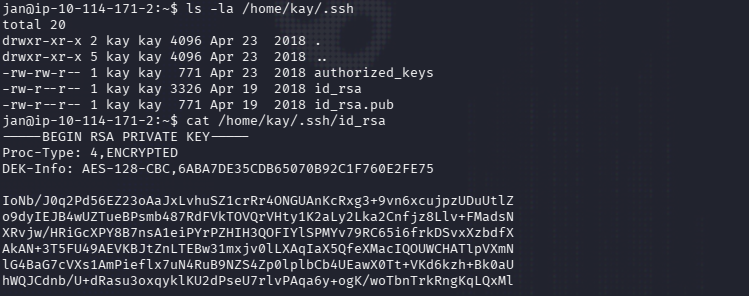 jan@ip-10-114-171-2:~$ ls -la /home/kay/.ssh
total 20
drwxr-xr-x 2 kay kay 4096 Apr 23  2018 .
drwxr-xr-x 5 kay kay 4096 Apr 23  2018 ..
-rw-rw-r-- 1 kay kay  771 Apr 23  2018 authorized_keys
-rw-r--r-- 1 kay kay 3326 Apr 19  2018 id_rsa
-rw-r--r-- 1 kay kay  771 Apr 19  2018 id_rsa.pub
jan@ip-10-114-171-2:~$ cat /home/kay/.ssh/id_rsa
-----BEGIN RSA PRIVATE KEY-----
Proc-Type: 4,ENCRYPTED
DEK-Info: AES-128-CBC,6ABA7DE35CDB65070B92C1F760E2FE75

IoNb/J0q2Pd56EZ23oAaJxLvhuSZ1crRr4ONGUAnKcRxg3+9vn6xcujpzUDuUtlZ
o9dyIEJB4wUZTueBPsmb487RdFVkTOVQrVHty1K2aLy2Lka2Cnfjz8Llv+FMadsN
XRvjw/HRiGcXPY8B7nsA1eiPYrPZHIH3QOFIYlSPMYv79RC65i6frkDSvxXzbdfX
AkAN+3T5FU49AEVKBJtZnLTEBw31mxjv0lLXAqIaX5QfeXMacIQOUWCHATlpVXmN
lG4BaG7cVXs1AmPieflx7uN4RuB9NZS4Zp0lplbCb4UEawX0Tt+VKd6kzh+Bk0aU
hWQJCdnb/U+dRasu3oxqyklKU2dPseU7rlvPAqa6y+ogK/woTbnTrkRngKqLQxMl